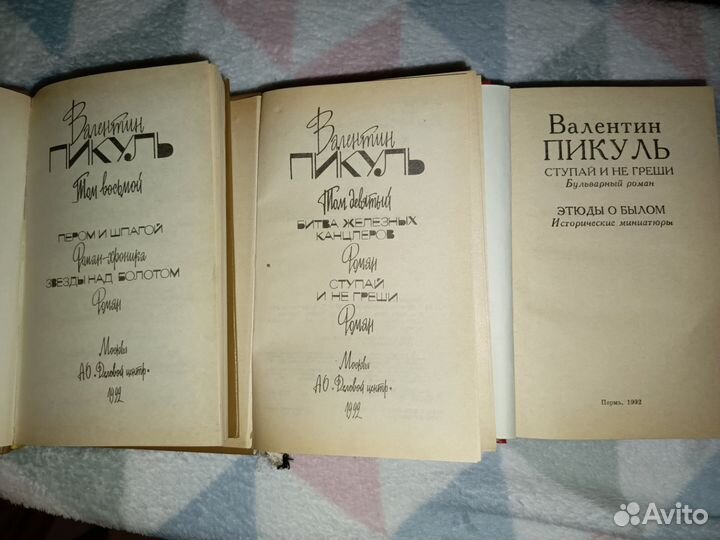 Валентин
ПИКУЛЬ
Том восьмой
ПЕРОМ И ШПАГОЙ
Роман-хроника
ЗВЕЗДЫ НАД БОЛОТОМ
Роман
Москва
АО „Деловой центр“
1992
Валентин
ПИКУЛЬ
Том девятый
БИТВА ЖЕЛЕЗНЫХ
КАНЦЛЕРОВ
Роман
СТУПАЙ
И НЕ ГРЕШИ
Роман
Москва
АО „Деловой центр“
1992
Валентин
ПИКУЛЬ
СТУПАЙ И НЕ ГРЕШИ
Бульварный роман
ЭТЮДЫ О БЫЛОМ
Исторические миниатюры
Пермь, 1992
Avito